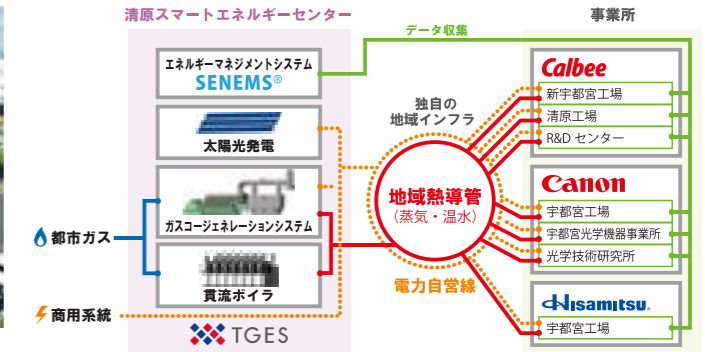 清原スマートエネルギーセンター
事業所
データ収集
エネルギーマネジメントシステム
SENEMS®
太陽光発電
ガスコージェネレーションシステム
貫流ボイラ
都市ガス
商用系統
TGES
独自の
地域インフラ
地域熱導管
(蒸気・温水)
電力自営線
Calbee
新宇都宮工場
清原工場
R&D センター
Canon
宇都宮工場
宇都宮光学機器事業所
光学技術研究所
Hisamitsu.
宇都宮工場